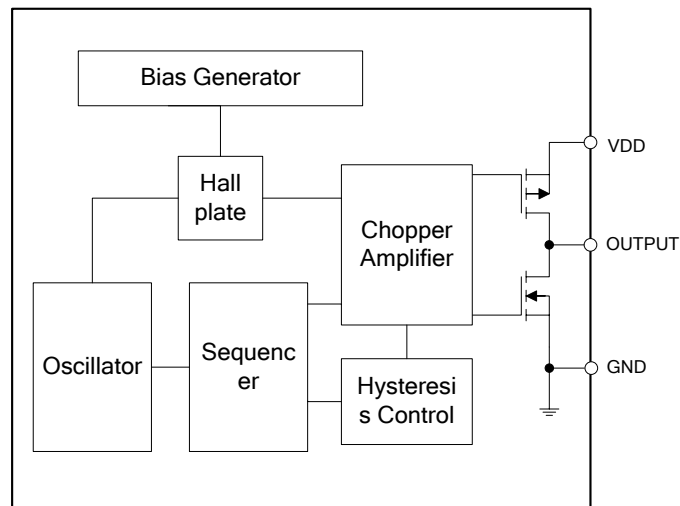 Bias Generator
Hall
plate
VDD
Chopper
Amplifier
OUTPUT
Oscillator
Sequenc
er
GND
Hysteresi
s Control